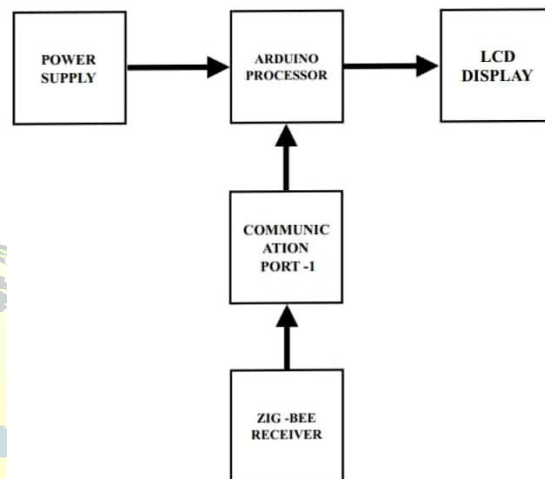 POWER
SUPPLY
ARDUINO
PROCESSOR
LCD
DISPLAY
COMMUNIC
ATION
PORT -1
ZIG -BEE
RECEIVER